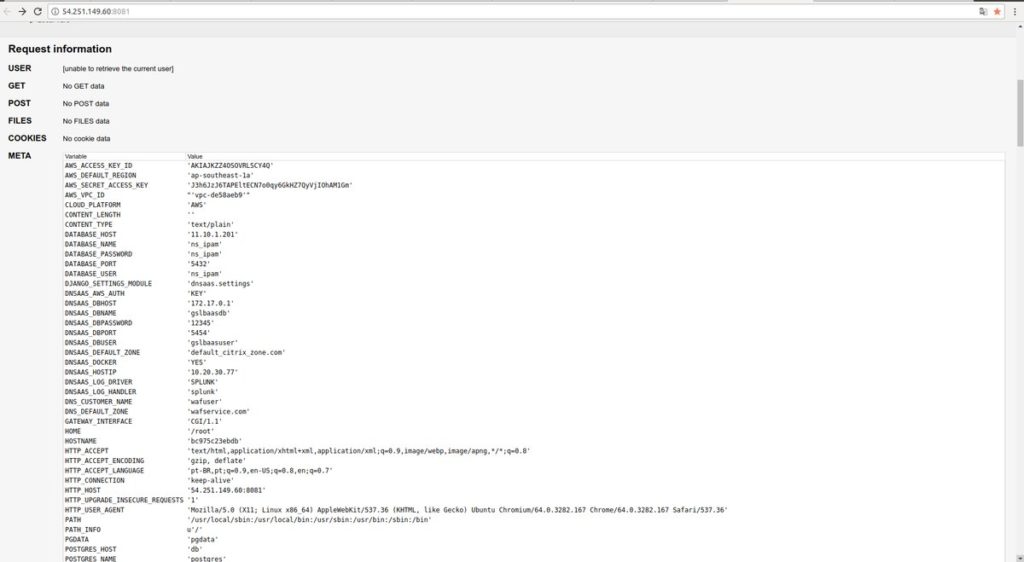 54.251.149.60:8081
Request information
USER [unable to retrieve the current user]
GET No GET data
POST No POST data
FILES No FILES data
COOKIES No cookie data
META Variable Value
AWS_ACCESS_KEY_ID 'AKIAJKZZ4OSOVRLSCY4Q'
AWS_DEFAULT_REGION 'ap-southeast-1a'
AWS_SECRET_ACCESS_KEY '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'
AWS_VPC_ID "'vpc-de58aeb9'"
CLOUD_PLATFORM 'AWS'
CONTENT_LENGTH ''
CONTENT_TYPE 'text/plain'
DATABASE_HOST '11.10.1.201'
DATABASE_NAME 'ns_ipam'
DATABASE_PASSWORD 'ns_ipam'
DATABASE_PORT '5432'
DATABASE_USER 'ns_ipam'
DJANGO_SETTINGS_MODULE 'dnsaas.settings'
DNSAAS_AWS_AUTH 'KEY'
DNSAAS_DBHOST '172.17.0.1'
DNSAAS_DBNAME 'gslbaasdb'
DNSAAS_DBPASSWORD '12345'
DNSAAS_DBPORT '5454'
DNSAAS_DBUSER 'gslbaasuser'
DNSAAS_DEFAULT_ZONE 'default_citrix_zone.com'
DNSAAS_DOCKER 'YES'
DNSAAS_HOSTIP '10.20.30.77'
DNSAAS_LOG_DRIVER 'SPLUNK'
DNSAAS_LOG_HANDLER 'splunk'
DNS_CUSTOMER_NAME 'wafuser'
DNS_DEFAULT_ZONE 'wafservice.com'
GATEWAY_INTERFACE 'CGI/1.1'
HOME '/root'
HOSTNAME 'bc975c23ebdb'
HTTP_ACCEPT 'text/html,application/xhtml+xml,application/xml;q=0.9,image/webp,image/apng,*/*;q=0.8'
HTTP_ACCEPT_ENCODING 'gzip, deflate'
HTTP_ACCEPT_LANGUAGE 'pt-BR,pt;q=0.9,en-US;q=0.8,en;q=0.7'
HTTP_CONNECTION 'keep-alive'
HTTP_HOST '54.251.149.60:8081'
HTTP_UPGRADE_INSECURE_REQUESTS '1'
HTTP_USER_AGENT 'Mozilla/5.0 (X11; Linux x86_64) AppleWebKit/537.36 (KHTML, like Gecko) Ubuntu Chromium/64.0.3282.167 Chrome/64.0.3282.167 Safari/537.36'
PATH '/usr/local/sbin:/usr/local/bin:/usr/sbin:/usr/bin:/sbin:/bin'
PATH_INFO u'/'
PGDATA 'pgdata'
POSTGRES_HOST 'db'
POSTGRES_NAME 'postgres'